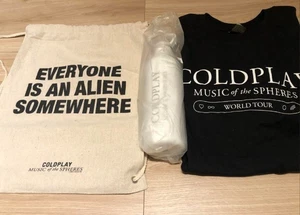 EVERYONE
IS AN ALIEN
SOMEWHERE
COLDPLAY
MUSIC of the SPHERES
COLDPLAY
COLDPLAY
MUSIC of the SPHERES
WORLD TOUR